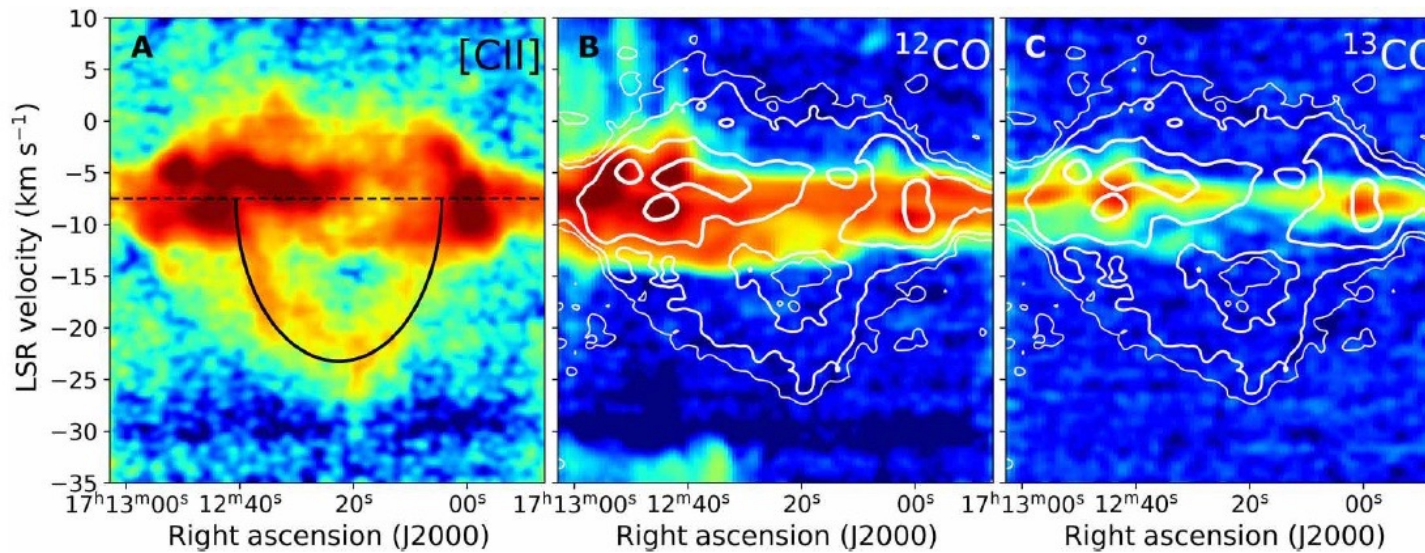 A
[CII]
B
¹²CO
C
¹³CO
10
5
0
−5
−10
−15
−20
−25
−30
−35
LSR velocity (km s⁻¹)
17ʰ13ᵐ00ˢ
12ᵐ40ˢ
20ˢ
00ˢ
17ʰ13ᵐ00ˢ
12ᵐ40ˢ
20ˢ
00ˢ
17ʰ13ᵐ00ˢ
12ᵐ40ˢ
20ˢ
00ˢ
Right ascension (J2000)
Right ascension (J2000)
Right ascension (J2000)